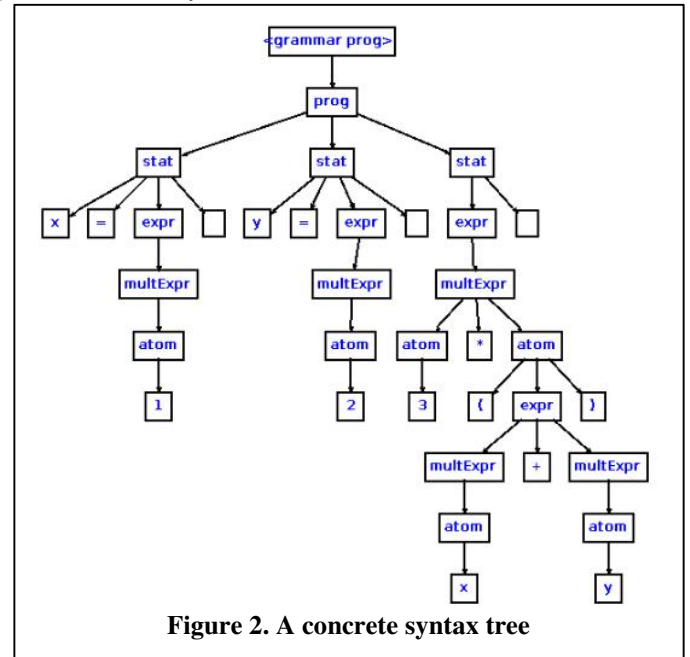 <grammar prog>
prog
stat stat stat
x = expr y = expr expr
multExpr multExpr multExpr
atom atom atom * atom
1 2 3 ( expr )
multExpr + multExpr
atom atom
x y
Figure 2. A concrete syntax tree